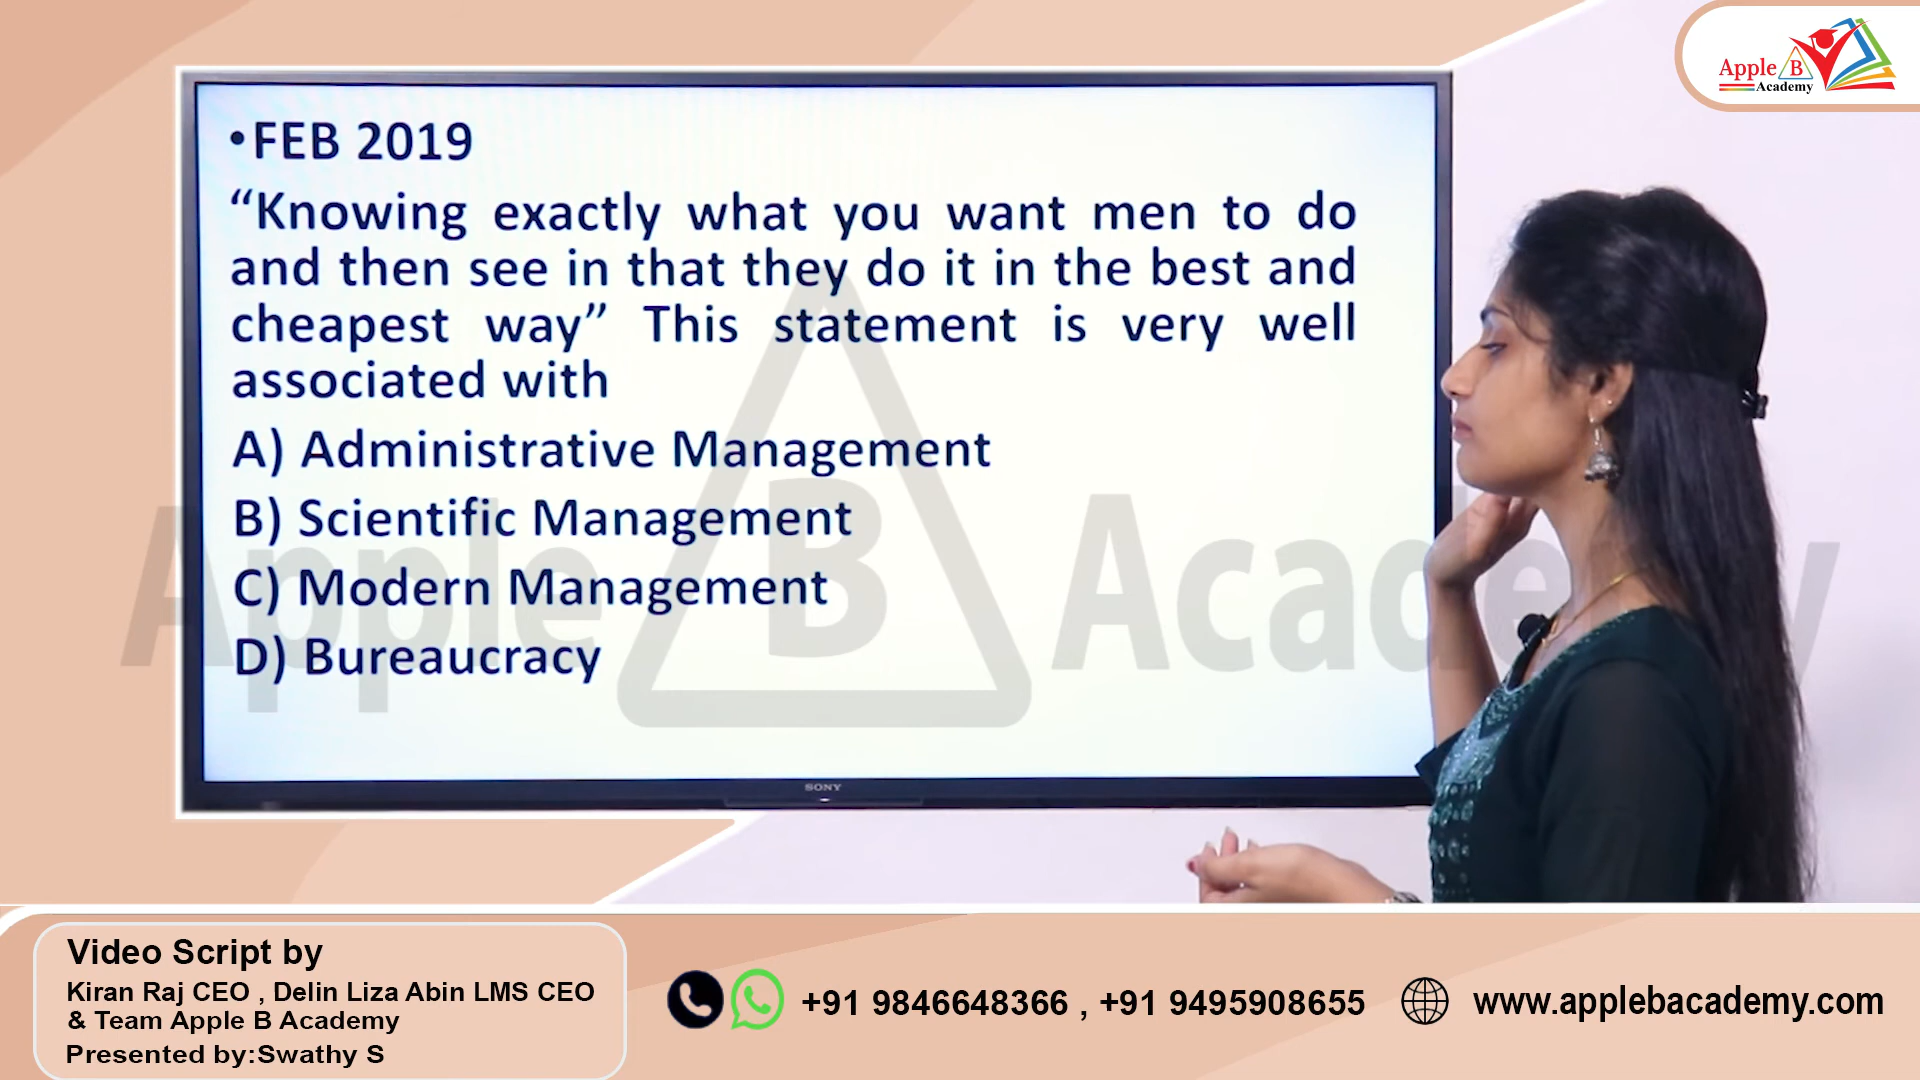 Apple B
Academy
•FEB 2019
“Knowing exactly what you want men to do
and then see in that they do it in the best and
cheapest way” This statement is very well
associated with
A) Administrative Management
B) Scientific Management
C) Modern Management
D) Bureaucracy
Apple B Academy
SONY
Video Script by
Kiran Raj CEO , Delin Liza Abin LMS CEO
& Team Apple B Academy
Presented by:Swathy S
+91 9846648366 , +91 9495908655
www.applebacademy.com